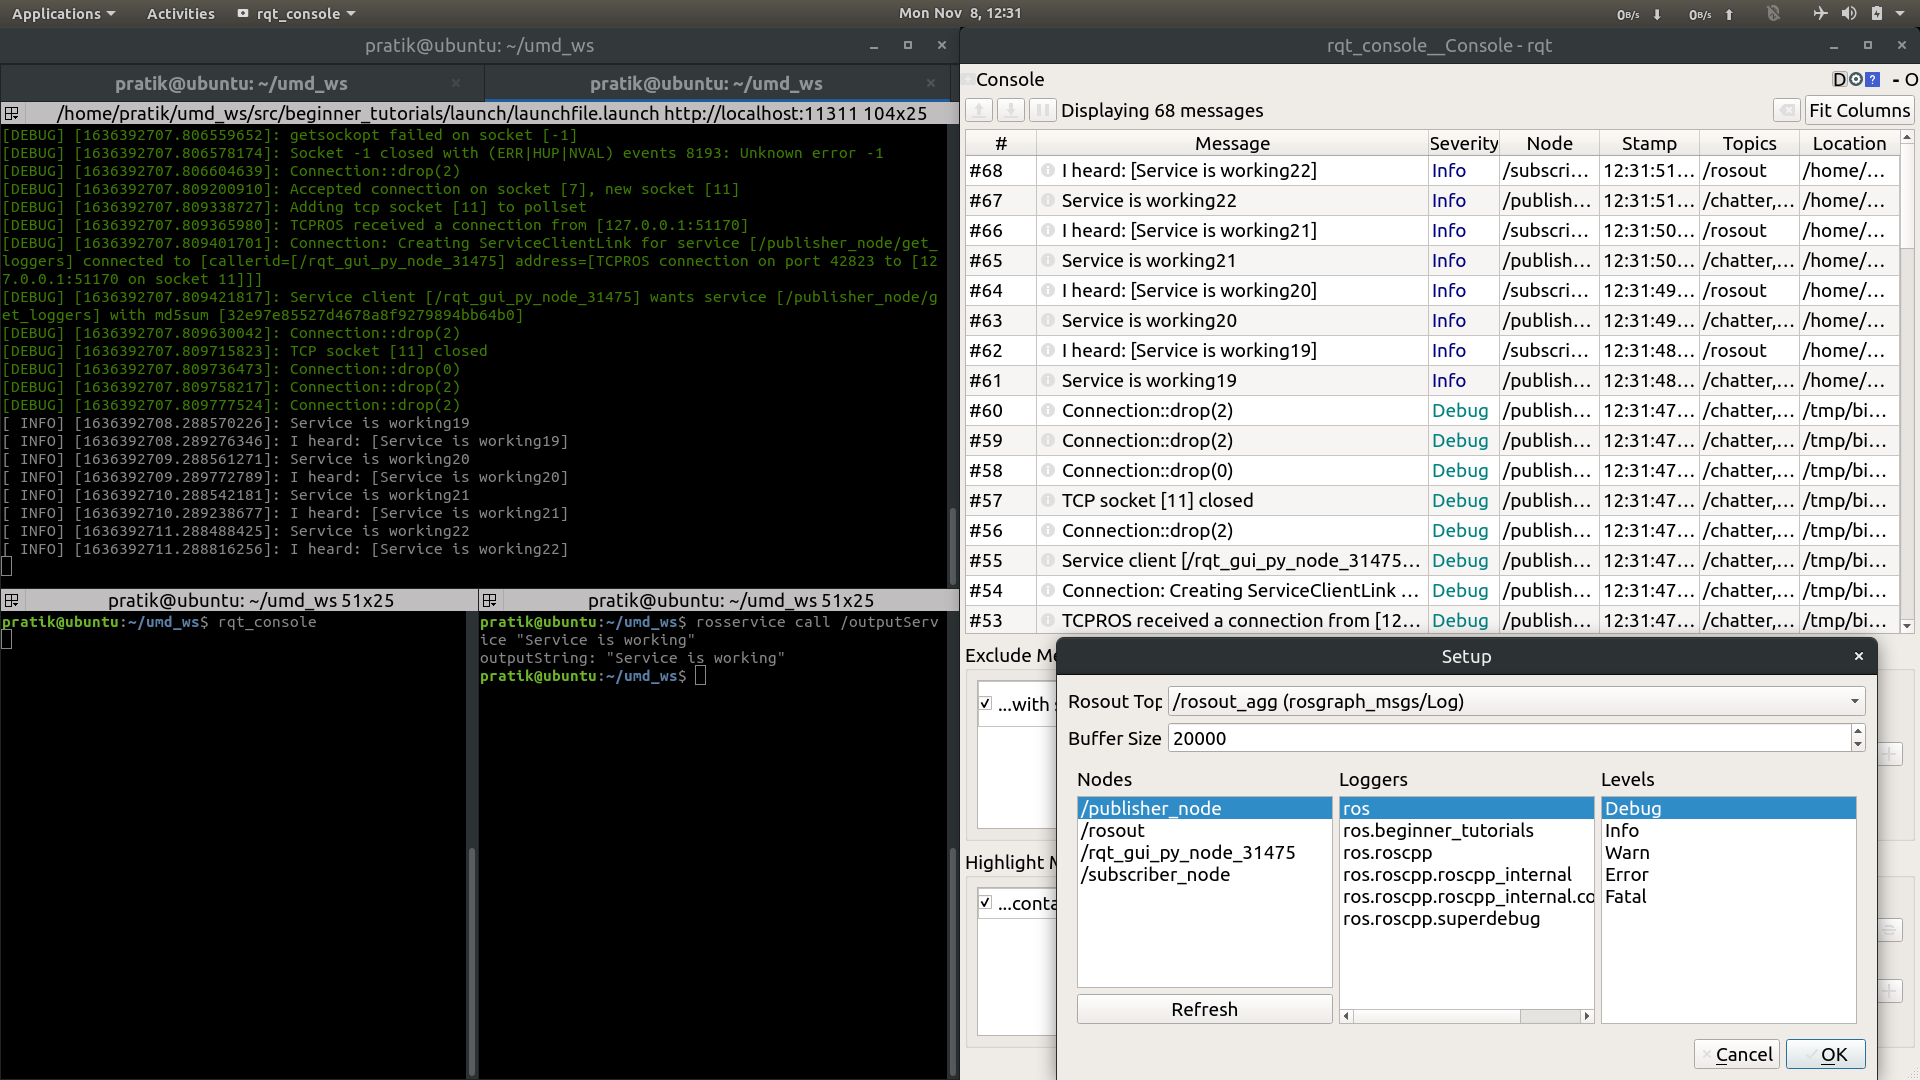 Applications Activities rqt_console Mon Nov 8, 12:31 0B/s 0B/s
pratik@ubuntu: ~/umd_ws
pratik@ubuntu: ~/umd_ws pratik@ubuntu: ~/umd_ws
/home/pratik/umd_ws/src/beginner_tutorials/launch/launchfile.launch http://localhost:11311 104x25
[DEBUG] [1636392707.806559652]: getsockopt failed on socket [-1]
[DEBUG] [1636392707.806578174]: Socket -1 closed with (ERR|HUP|NVAL) events 8193: Unknown error -1
[DEBUG] [1636392707.806604639]: Connection::drop(2)
[DEBUG] [1636392707.809200910]: Accepted connection on socket [7], new socket [11]
[DEBUG] [1636392707.809338727]: Adding tcp socket [11] to pollset
[DEBUG] [1636392707.809365980]: TCPROS received a connection from [127.0.0.1:51170]
[DEBUG] [1636392707.809401701]: Connection: Creating ServiceClientLink for service [/publisher_node/get_
loggers] connected to [callerid=[/rqt_gui_py_node_31475] address=[TCPROS connection on port 42823 to [12
7.0.0.1:51170 on socket 11]]]
[DEBUG] [1636392707.809421817]: Service client [/rqt_gui_py_node_31475] wants service [/publisher_node/g
et_loggers] with md5sum [32e97e85527d4678a8f9279894bb64b0]
[DEBUG] [1636392707.809630042]: Connection::drop(2)
[DEBUG] [1636392707.809715823]: TCP socket [11] closed
[DEBUG] [1636392707.809736473]: Connection::drop(0)
[DEBUG] [1636392707.809758217]: Connection::drop(2)
[DEBUG] [1636392707.809777524]: Connection::drop(2)
[ INFO] [1636392708.288570226]: Service is working19
[ INFO] [1636392708.289276346]: I heard: [Service is working19]
[ INFO] [1636392709.288561271]: Service is working20
[ INFO] [1636392709.289772789]: I heard: [Service is working20]
[ INFO] [1636392710.288542181]: Service is working21
[ INFO] [1636392710.289238677]: I heard: [Service is working21]
[ INFO] [1636392711.288488425]: Service is working22
[ INFO] [1636392711.288816256]: I heard: [Service is working22]
pratik@ubuntu: ~/umd_ws 51x25
pratik@ubuntu:~/umd_ws$ rqt_console
pratik@ubuntu: ~/umd_ws 51x25
pratik@ubuntu:~/umd_ws$ rosservice call /outputServ
ice "Service is working"
outputString: "Service is working"
pratik@ubuntu:~/umd_ws$
rqt_console__Console - rqt
Console D ? - O
Displaying 68 messages Fit Columns
# Message Severity Node Stamp Topics Location
#68 I heard: [Service is working22] Info /subscri... 12:31:51... /rosout /home/...
#67 Service is working22 Info /publish... 12:31:51... /chatter,... /home/...
#66 I heard: [Service is working21] Info /subscri... 12:31:50... /rosout /home/...
#65 Service is working21 Info /publish... 12:31:50... /chatter,... /home/...
#64 I heard: [Service is working20] Info /subscri... 12:31:49... /rosout /home/...
#63 Service is working20 Info /publish... 12:31:49... /chatter,... /home/...
#62 I heard: [Service is working19] Info /subscri... 12:31:48... /rosout /home/...
#61 Service is working19 Info /publish... 12:31:48... /chatter,... /home/...
#60 Connection::drop(2) Debug /publish... 12:31:47... /chatter,... /tmp/bi...
#59 Connection::drop(2) Debug /publish... 12:31:47... /chatter,... /tmp/bi...
#58 Connection::drop(0) Debug /publish... 12:31:47... /chatter,... /tmp/bi...
#57 TCP socket [11] closed Debug /publish... 12:31:47... /chatter,... /tmp/bi...
#56 Connection::drop(2) Debug /publish... 12:31:47... /chatter,... /tmp/bi...
#55 Service client [/rqt_gui_py_node_31475... Debug /publish... 12:31:47... /chatter,... /tmp/bi...
#54 Connection: Creating ServiceClientLink ... Debug /publish... 12:31:47... /chatter,... /tmp/bi...
#53 TCPROS received a connection from [12... Debug /publish... 12:31:47... /chatter,... /tmp/bi...
Exclude Me
...with s
Highlight M
...conta
Setup
Rosout Top /rosout_agg (rosgraph_msgs/Log)
Buffer Size 20000
Nodes Loggers Levels
/publisher_node ros Debug
/rosout ros.beginner_tutorials Info
/rqt_gui_py_node_31475 ros.roscpp Warn
/subscriber_node ros.roscpp.roscpp_internal Error
ros.roscpp.roscpp_internal.co Fatal
ros.roscpp.superdebug
Refresh
Cancel OK